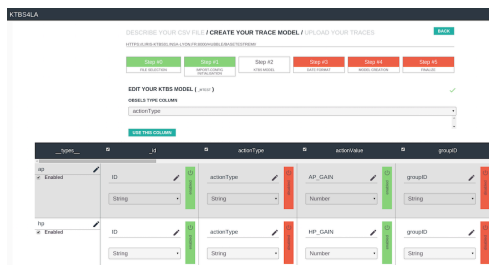 KTBS4LA
DESCRIBE YOUR CSV FILE / CREATE YOUR TRACE MODEL / UPLOAD YOUR TRACES
BACK
Step #0
FILE SELECTION
Step #1
IMPORT CONFIG INITIALISATION
Step #2
KTBS MODEL
Step #3
DATA FORMAT
Step #4
MODEL CREATION
Step #5
FINALIZE
EDIT YOUR KTBS MODEL
OBSELS TYPE COLUMN
actionType
USE THIS COLUMN
__types__ _id actionType actionValue groupID
ap
Enabled
ID actionType AP_GAIN groupID
String String Number String
hp
Enabled
ID actionType HP_GAIN groupID
String String Number String